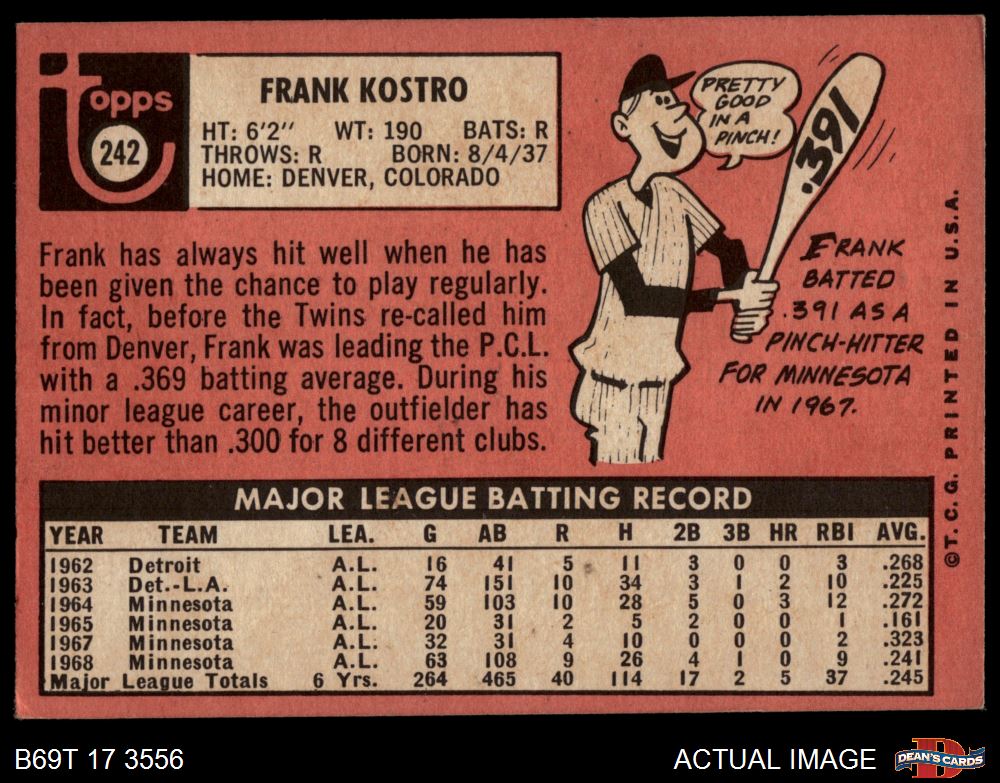 Topps
242
FRANK KOSTRO
HT: 6'2" WT: 190 BATS: R
THROWS: R BORN: 8/4/37
HOME: DENVER, COLORADO
Frank has always hit well when he has
been given the chance to play regularly.
In fact, before the Twins re-called him
from Denver, Frank was leading the P.C.L.
with a .369 batting average. During his
minor league career, the outfielder has
hit better than .300 for 8 different clubs.
PRETTY
GOOD
IN A
PINCH!
.391
FRANK
BATTED
.391 AS A
PINCH-HITTER
FOR MINNESOTA
IN 1967.
©T.C.G. PRINTED IN U.S.A.
MAJOR LEAGUE BATTING RECORD
YEAR TEAM LEA. G AB R H 2B 3B HR RBI AVG.
1962 Detroit A.L. 16 41 5 11 3 0 0 3 .268
1963 Det.-L.A. A.L. 74 151 10 34 3 1 2 10 .225
1964 Minnesota A.L. 59 103 10 28 5 0 3 12 .272
1965 Minnesota A.L. 20 31 2 5 2 0 0 1 .161
1967 Minnesota A.L. 32 31 4 10 0 0 0 2 .323
1968 Minnesota A.L. 63 108 9 26 4 1 0 9 .241
Major League Totals 6 Yrs. 264 465 40 114 17 2 5 37 .245
B69T 17 3556
ACTUAL IMAGE
DEAN'S CARDS